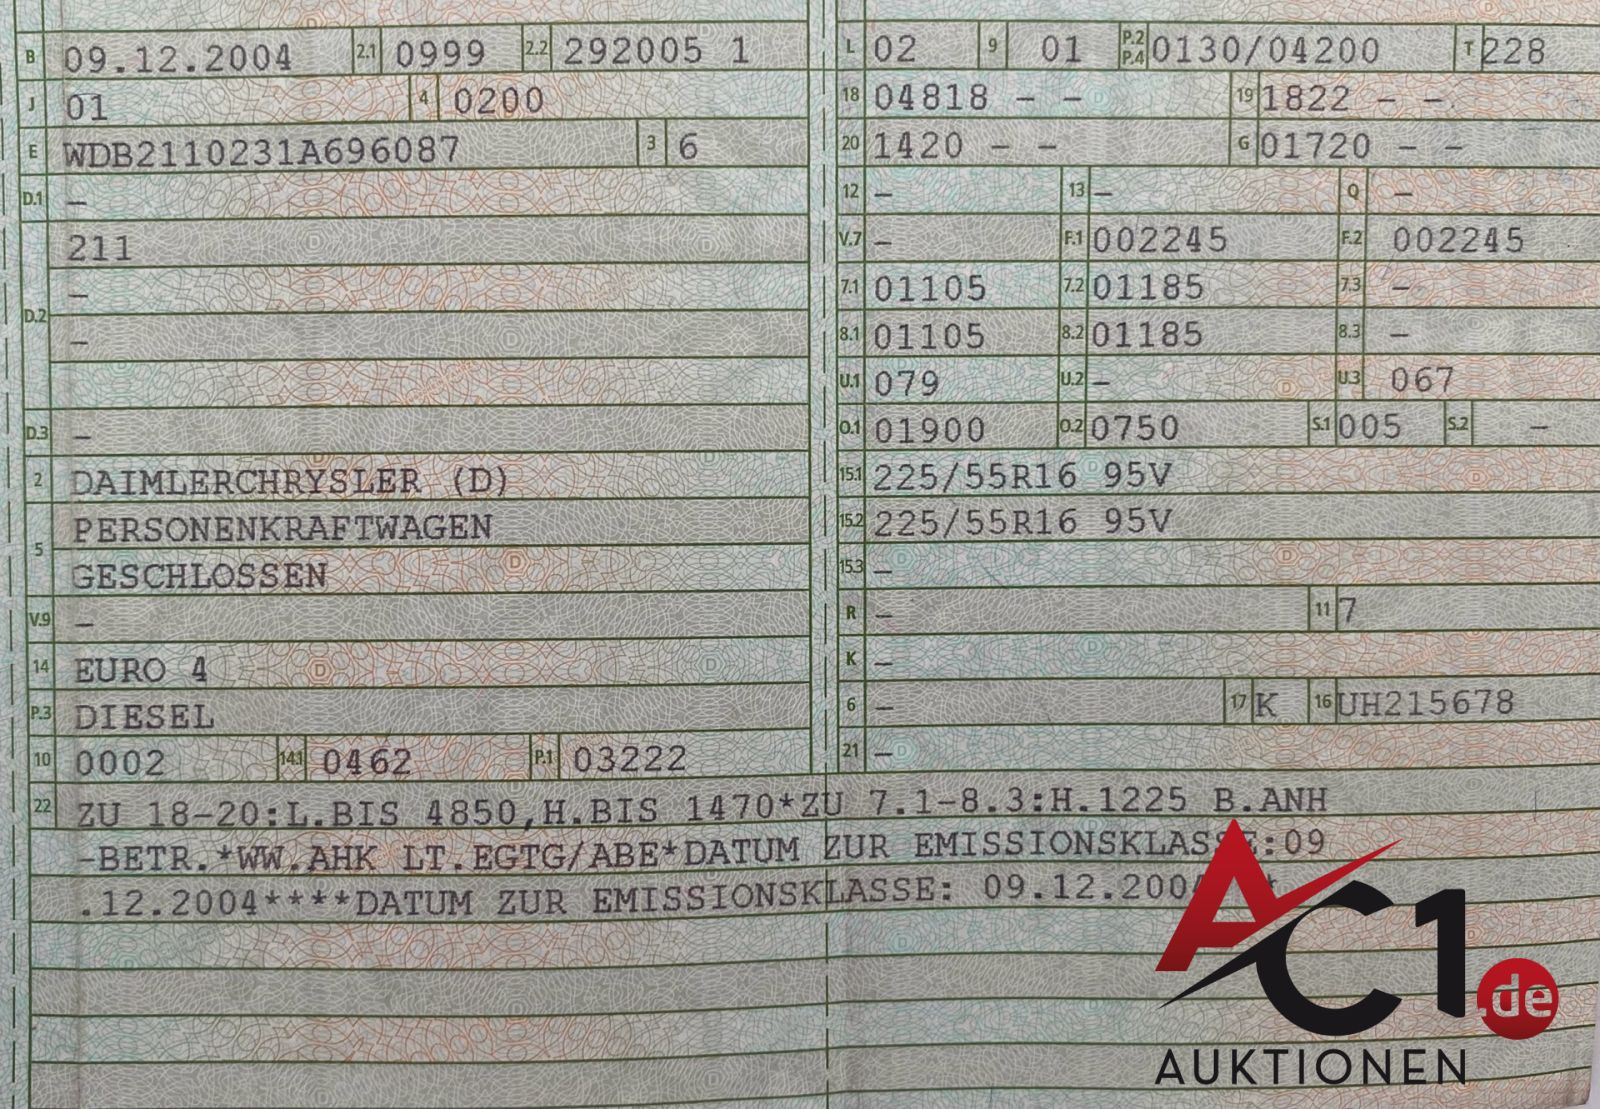 B 09.12.2004 2.1 0999 2.2 292005 1
J 01 4 0200
E WDB2110231A696087 3 6
D.1 –
D.2 211
–
–
D.3 –
2 DAIMLERCHRYSLER (D)
5 PERSONENKRAFTWAGEN
GESCHLOSSEN
V.9 –
14 EURO 4
P.3 DIESEL
10 0002 14.1 0462 P.1 03222
L 02 9 01 P.2 P.4 0130/04200 T 228
18 04818 – – 19 1822 – –
20 1420 – – G 01720 – –
12 – 13 – Q –
V.7 – F.1 002245 F.2 002245
7.1 01105 7.2 01185 7.3 –
8.1 01105 8.2 01185 8.3 –
U.1 079 U.2 – U.3 067
O.1 01900 O.2 0750 S.1 005 S.2 –
15.1 225/55R16 95V
15.2 225/55R16 95V
15.3 –
R – 11 7
K –
6 – 17 K 16 UH215678
21 –
22 ZU 18-20:L.BIS 4850,H.BIS 1470*ZU 7.1-8.3:H.1225 B.ANH
-BETR.*WW.AHK LT.EGTG/ABE*DATUM ZUR EMISSIONSKLASSE:09
.12.2004****DATUM ZUR EMISSIONSKLASSE: 09.12.2004
AC1.de
AUKTIONEN